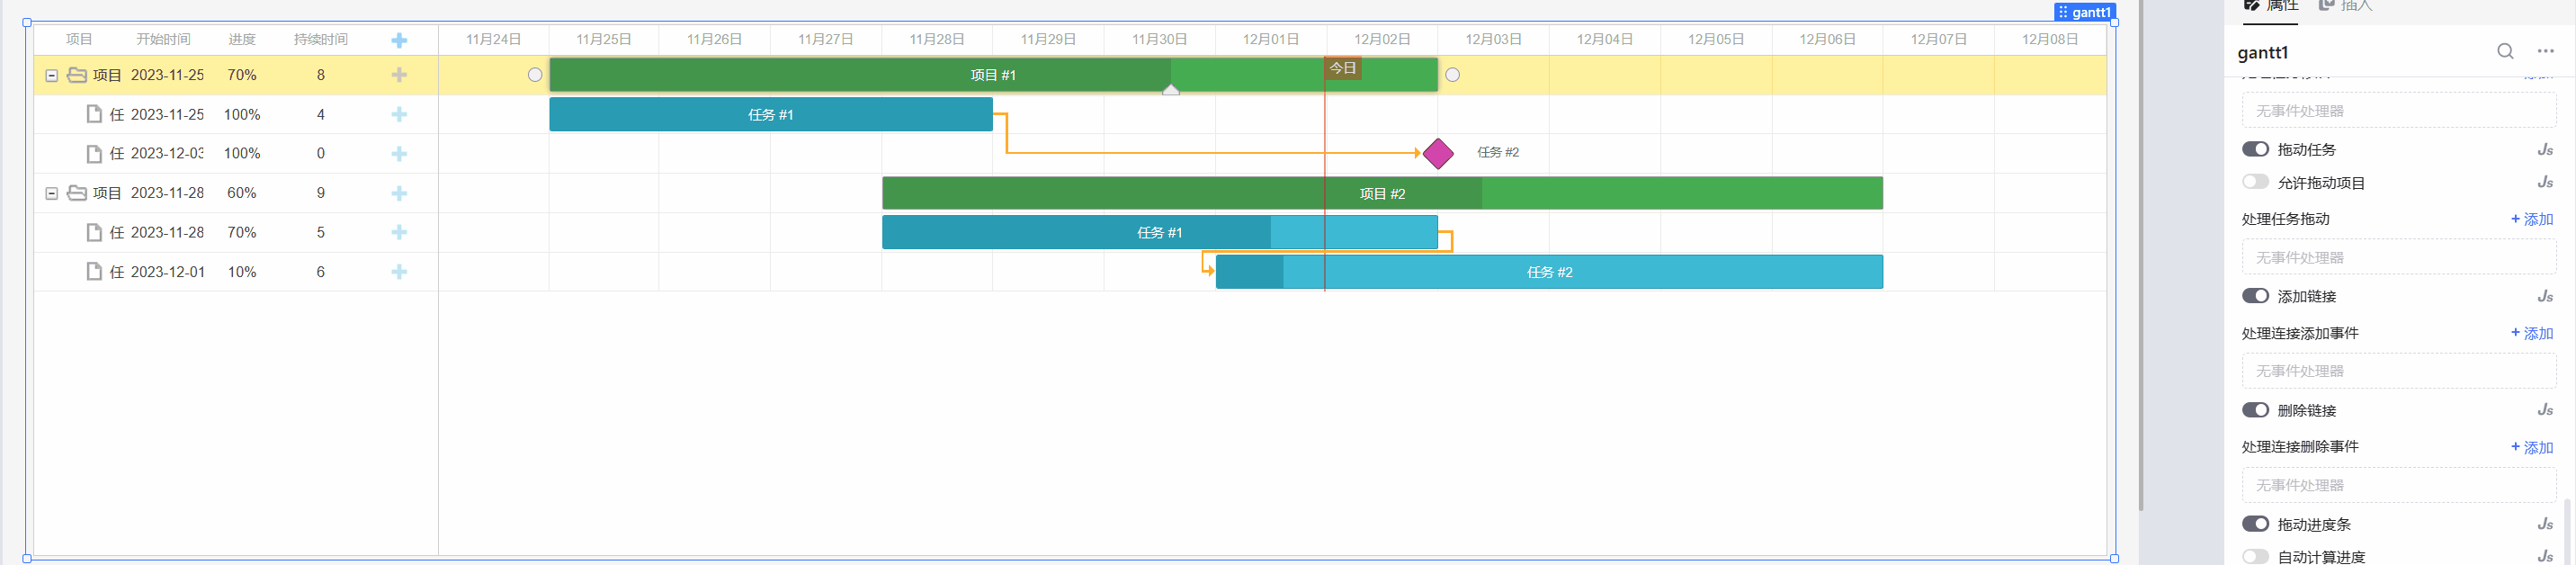 gantt1
属性 插入
项目 开始时间 进度 持续时间 11月24日 11月25日 11月26日 11月27日 11月28日 11月29日 11月30日 12月01日 12月02日 12月03日 12月04日 12月05日 12月06日 12月07日 12月08日
项目 2023-11-25 70% 8 项目 #1 今日
任 2023-11-25 100% 4 任务 #1
任 2023-12-03 100% 0 任务 #2
项目 2023-11-28 60% 9 项目 #2
任 2023-11-28 70% 5 任务 #1
任 2023-12-01 10% 6 任务 #2
gantt1
无事件处理器
拖动任务 Js
允许拖动项目 Js
处理任务拖动 + 添加
无事件处理器
添加链接 Js
处理连接添加事件 + 添加
无事件处理器
删除链接 Js
处理连接删除事件 + 添加
无事件处理器
拖动进度条 Js
自动计算进度 Js